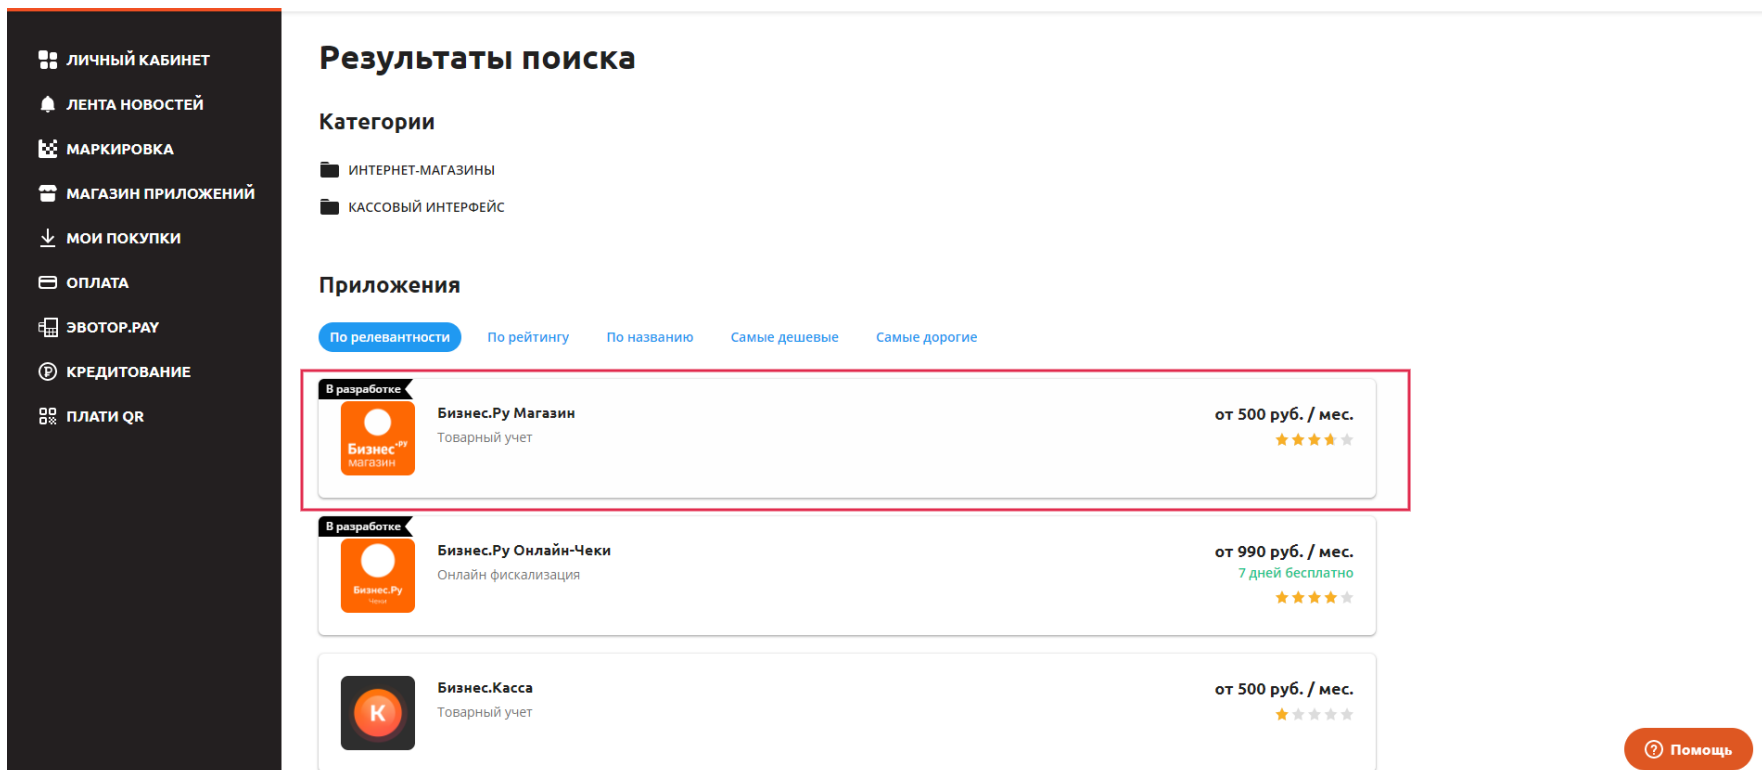 ЛИЧНЫЙ КАБИНЕТ
ЛЕНТА НОВОСТЕЙ
МАРКИРОВКА
МАГАЗИН ПРИЛОЖЕНИЙ
МОИ ПОКУПКИ
ОПЛАТА
ЭВОТОР.PAY
КРЕДИТОВАНИЕ
ПЛАТИ QR
Результаты поиска
Категории
ИНТЕРНЕТ-МАГАЗИНЫ
КАССОВЫЙ ИНТЕРФЕЙС
Приложения
По релевантности По рейтингу По названию Самые дешевые Самые дорогие
В разработке
Бизнес.РУ
магазин
Бизнес.Ру Магазин
Товарный учет
от 500 руб. / мес.
В разработке
Бизнес.Ру
Чеки
Бизнес.Ру Онлайн-Чеки
Онлайн фискализация
от 990 руб. / мес.
7 дней бесплатно
К
Бизнес.Касса
Товарный учет
от 500 руб. / мес.
? Помощь